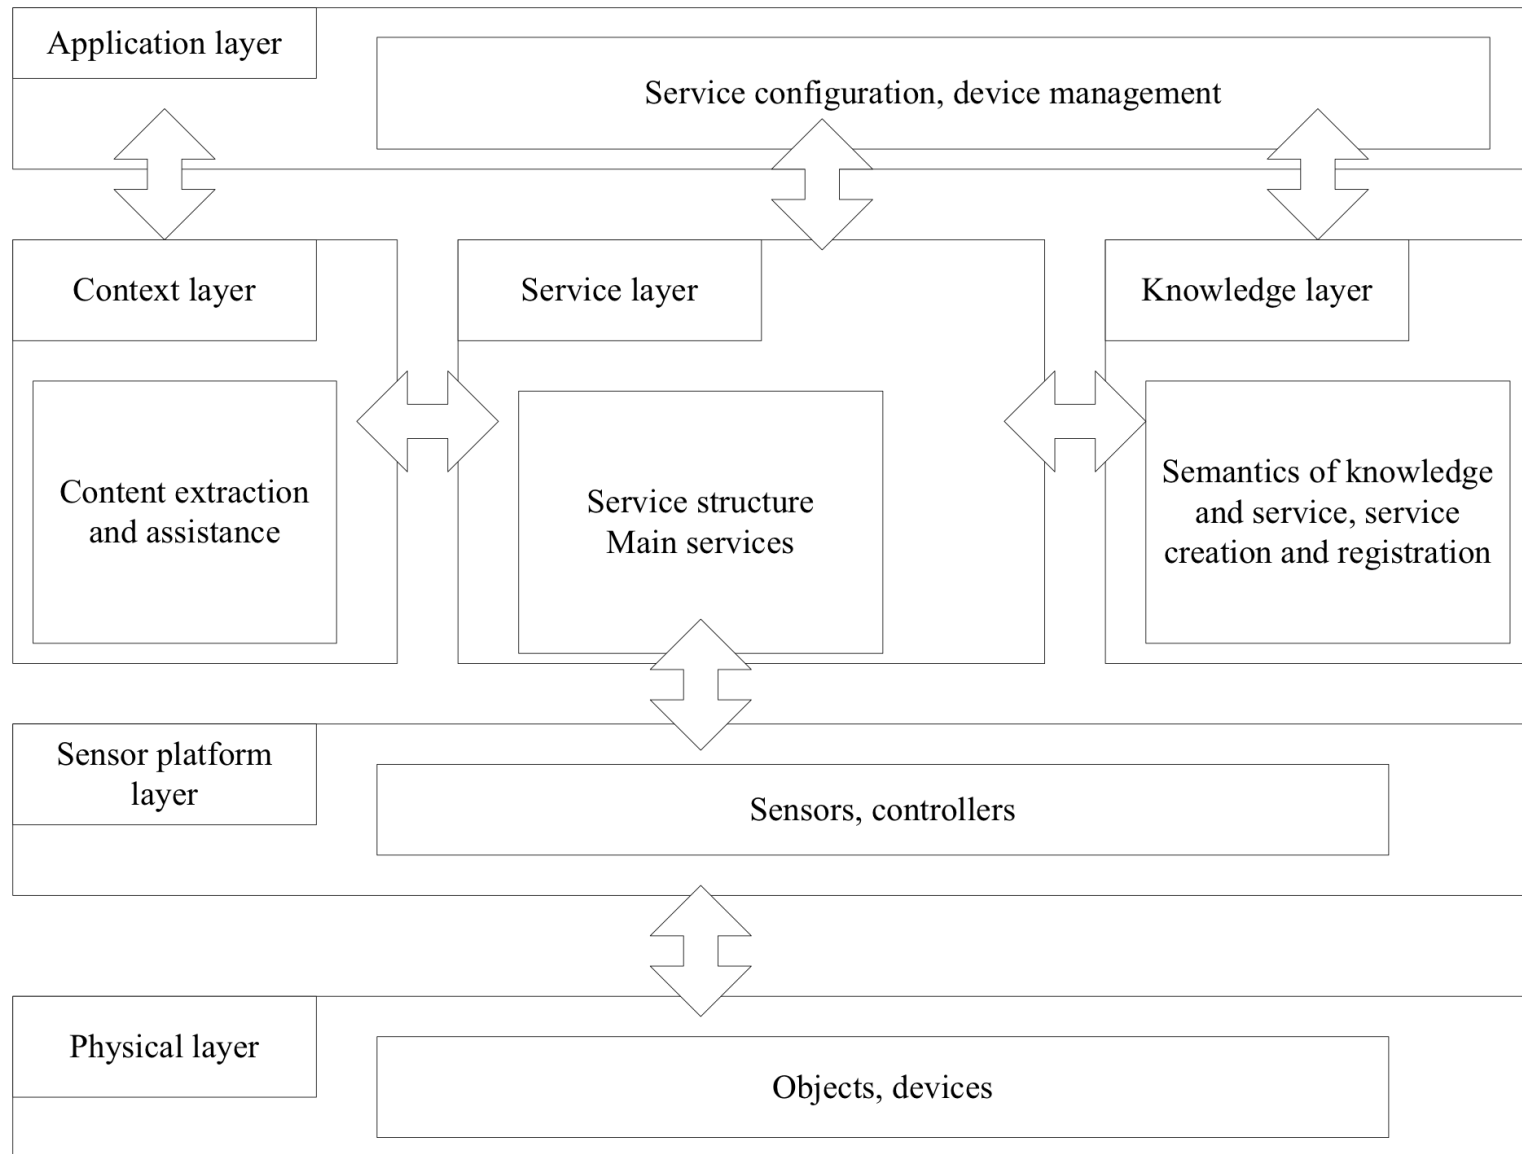 Application layer
Service configuration, device management
Context layer
Service layer
Knowledge layer
Content extraction
and assistance
Service structure
Main services
Semantics of knowledge
and service, service
creation and registration
Sensor platform
layer
Sensors, controllers
Physical layer
Objects, devices